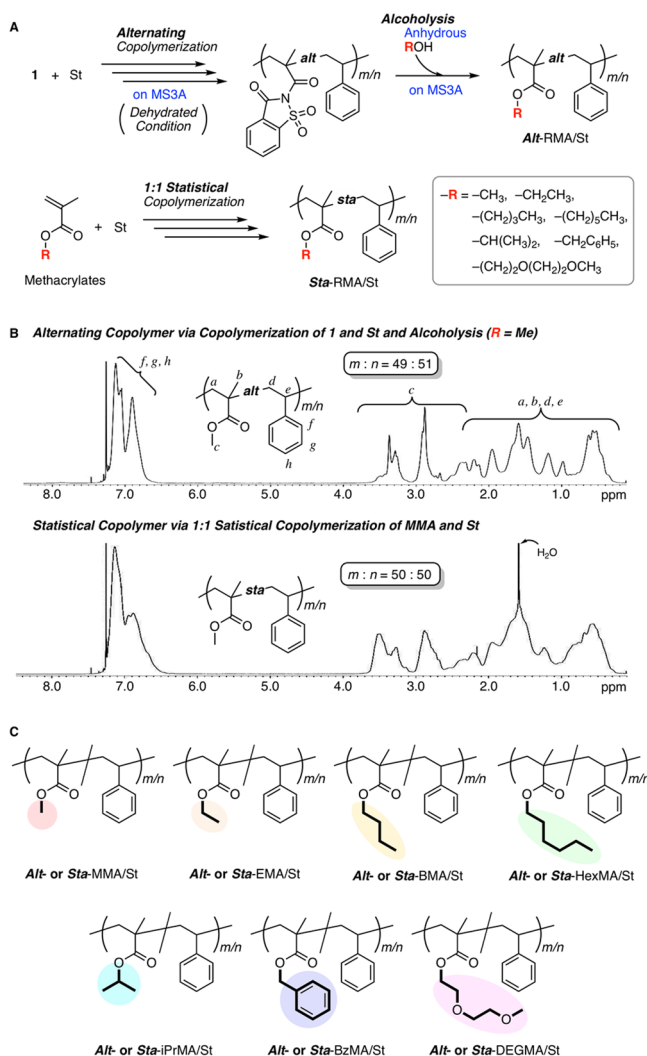 A
Alternating
Copolymerization
1 + St
on MS3A
( Dehydrated
Condition )
alt
m/n
O
O
N
S
O
O
Alcoholysis
Anhydrous
ROH
on MS3A
alt
m/n
O
O
R
Alt-RMA/St
1:1 Statistical
Copolymerization
O
O
R
+ St
Methacrylates
sta
m/n
O
O
R
Sta-RMA/St
–R = –CH3, –CH2CH3,
–(CH2)3CH3, –(CH2)5CH3,
–CH(CH3)2, –CH2C6H5,
–(CH2)2O(CH2)2OCH3
B
Alternating Copolymer via Copolymerization of 1 and St and Alcoholysis (R = Me)
f, g, h
a
b
alt
d
e
m/n
O
O
c
f
g
h
m : n = 49 : 51
c
a, b, d, e
8.0 7.0 6.0 5.0 4.0 3.0 2.0 1.0 ppm
Statistical Copolymer via 1:1 Satistical Copolymerization of MMA and St
sta
m/n
O
O
m : n = 50 : 50
H2O
8.0 7.0 6.0 5.0 4.0 3.0 2.0 1.0 ppm
C
m/n
O
O
Alt- or Sta-MMA/St
m/n
O
O
Alt- or Sta-EMA/St
m/n
O
O
Alt- or Sta-BMA/St
m/n
O
O
Alt- or Sta-HexMA/St
m/n
O
O
Alt- or Sta-iPrMA/St
m/n
O
O
Alt- or Sta-BzMA/St
m/n
O
O
O
O
Alt- or Sta-DEGMA/St